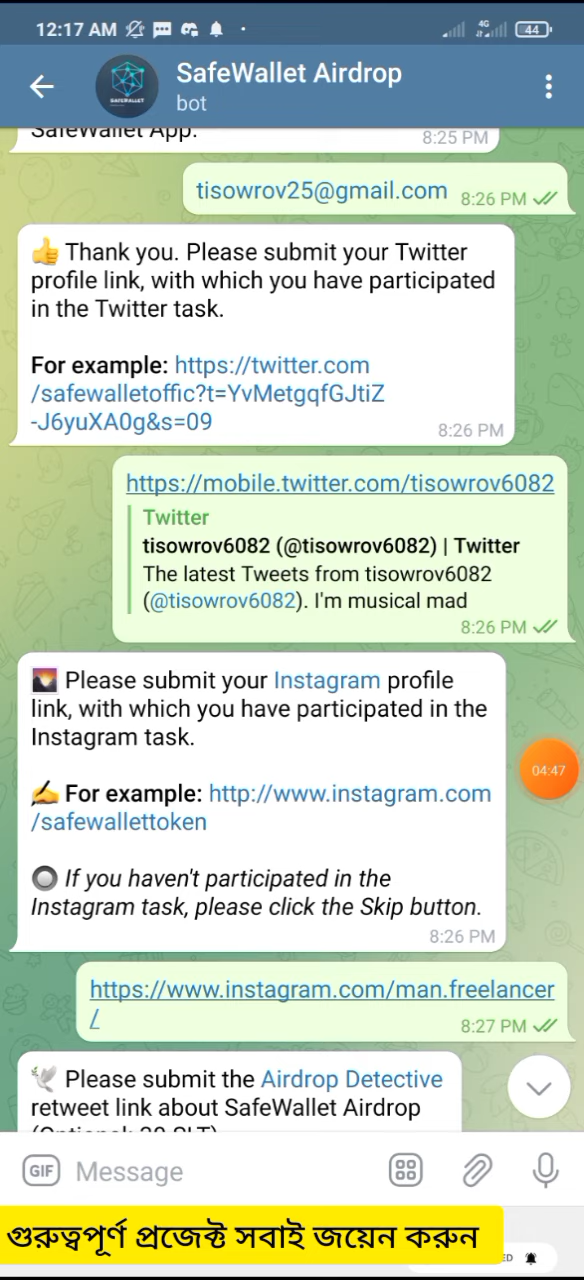 12:17 AM
4G
44
SafeWallet Airdrop
bot
SAFEWALLET
SafeWallet App.
8:25 PM
tisowrov25@gmail.com
8:26 PM
👍 Thank you. Please submit your Twitter
profile link, with which you have participated
in the Twitter task.
For example: https://twitter.com
/safewalletoffic?t=YvMetgqfGJtiZ
-J6yuXA0g&s=09
8:26 PM
https://mobile.twitter.com/tisowrov6082
Twitter
tisowrov6082 (@tisowrov6082) | Twitter
The latest Tweets from tisowrov6082
(@tisowrov6082). I'm musical mad
8:26 PM
🌄 Please submit your Instagram profile
link, with which you have participated in the
Instagram task.
04:47
✍️ For example: http://www.instagram.com
/safewallettoken
🔘 If you haven't participated in the
Instagram task, please click the Skip button.
8:26 PM
https://www.instagram.com/man.freelancer
/
8:27 PM
🕊 Please submit the Airdrop Detective
retweet link about SafeWallet Airdrop
(Optional: 20 SLT)
GIF
Message
গুরুত্বপূর্ণ প্রজেক্ট সবাই জয়েন করুন